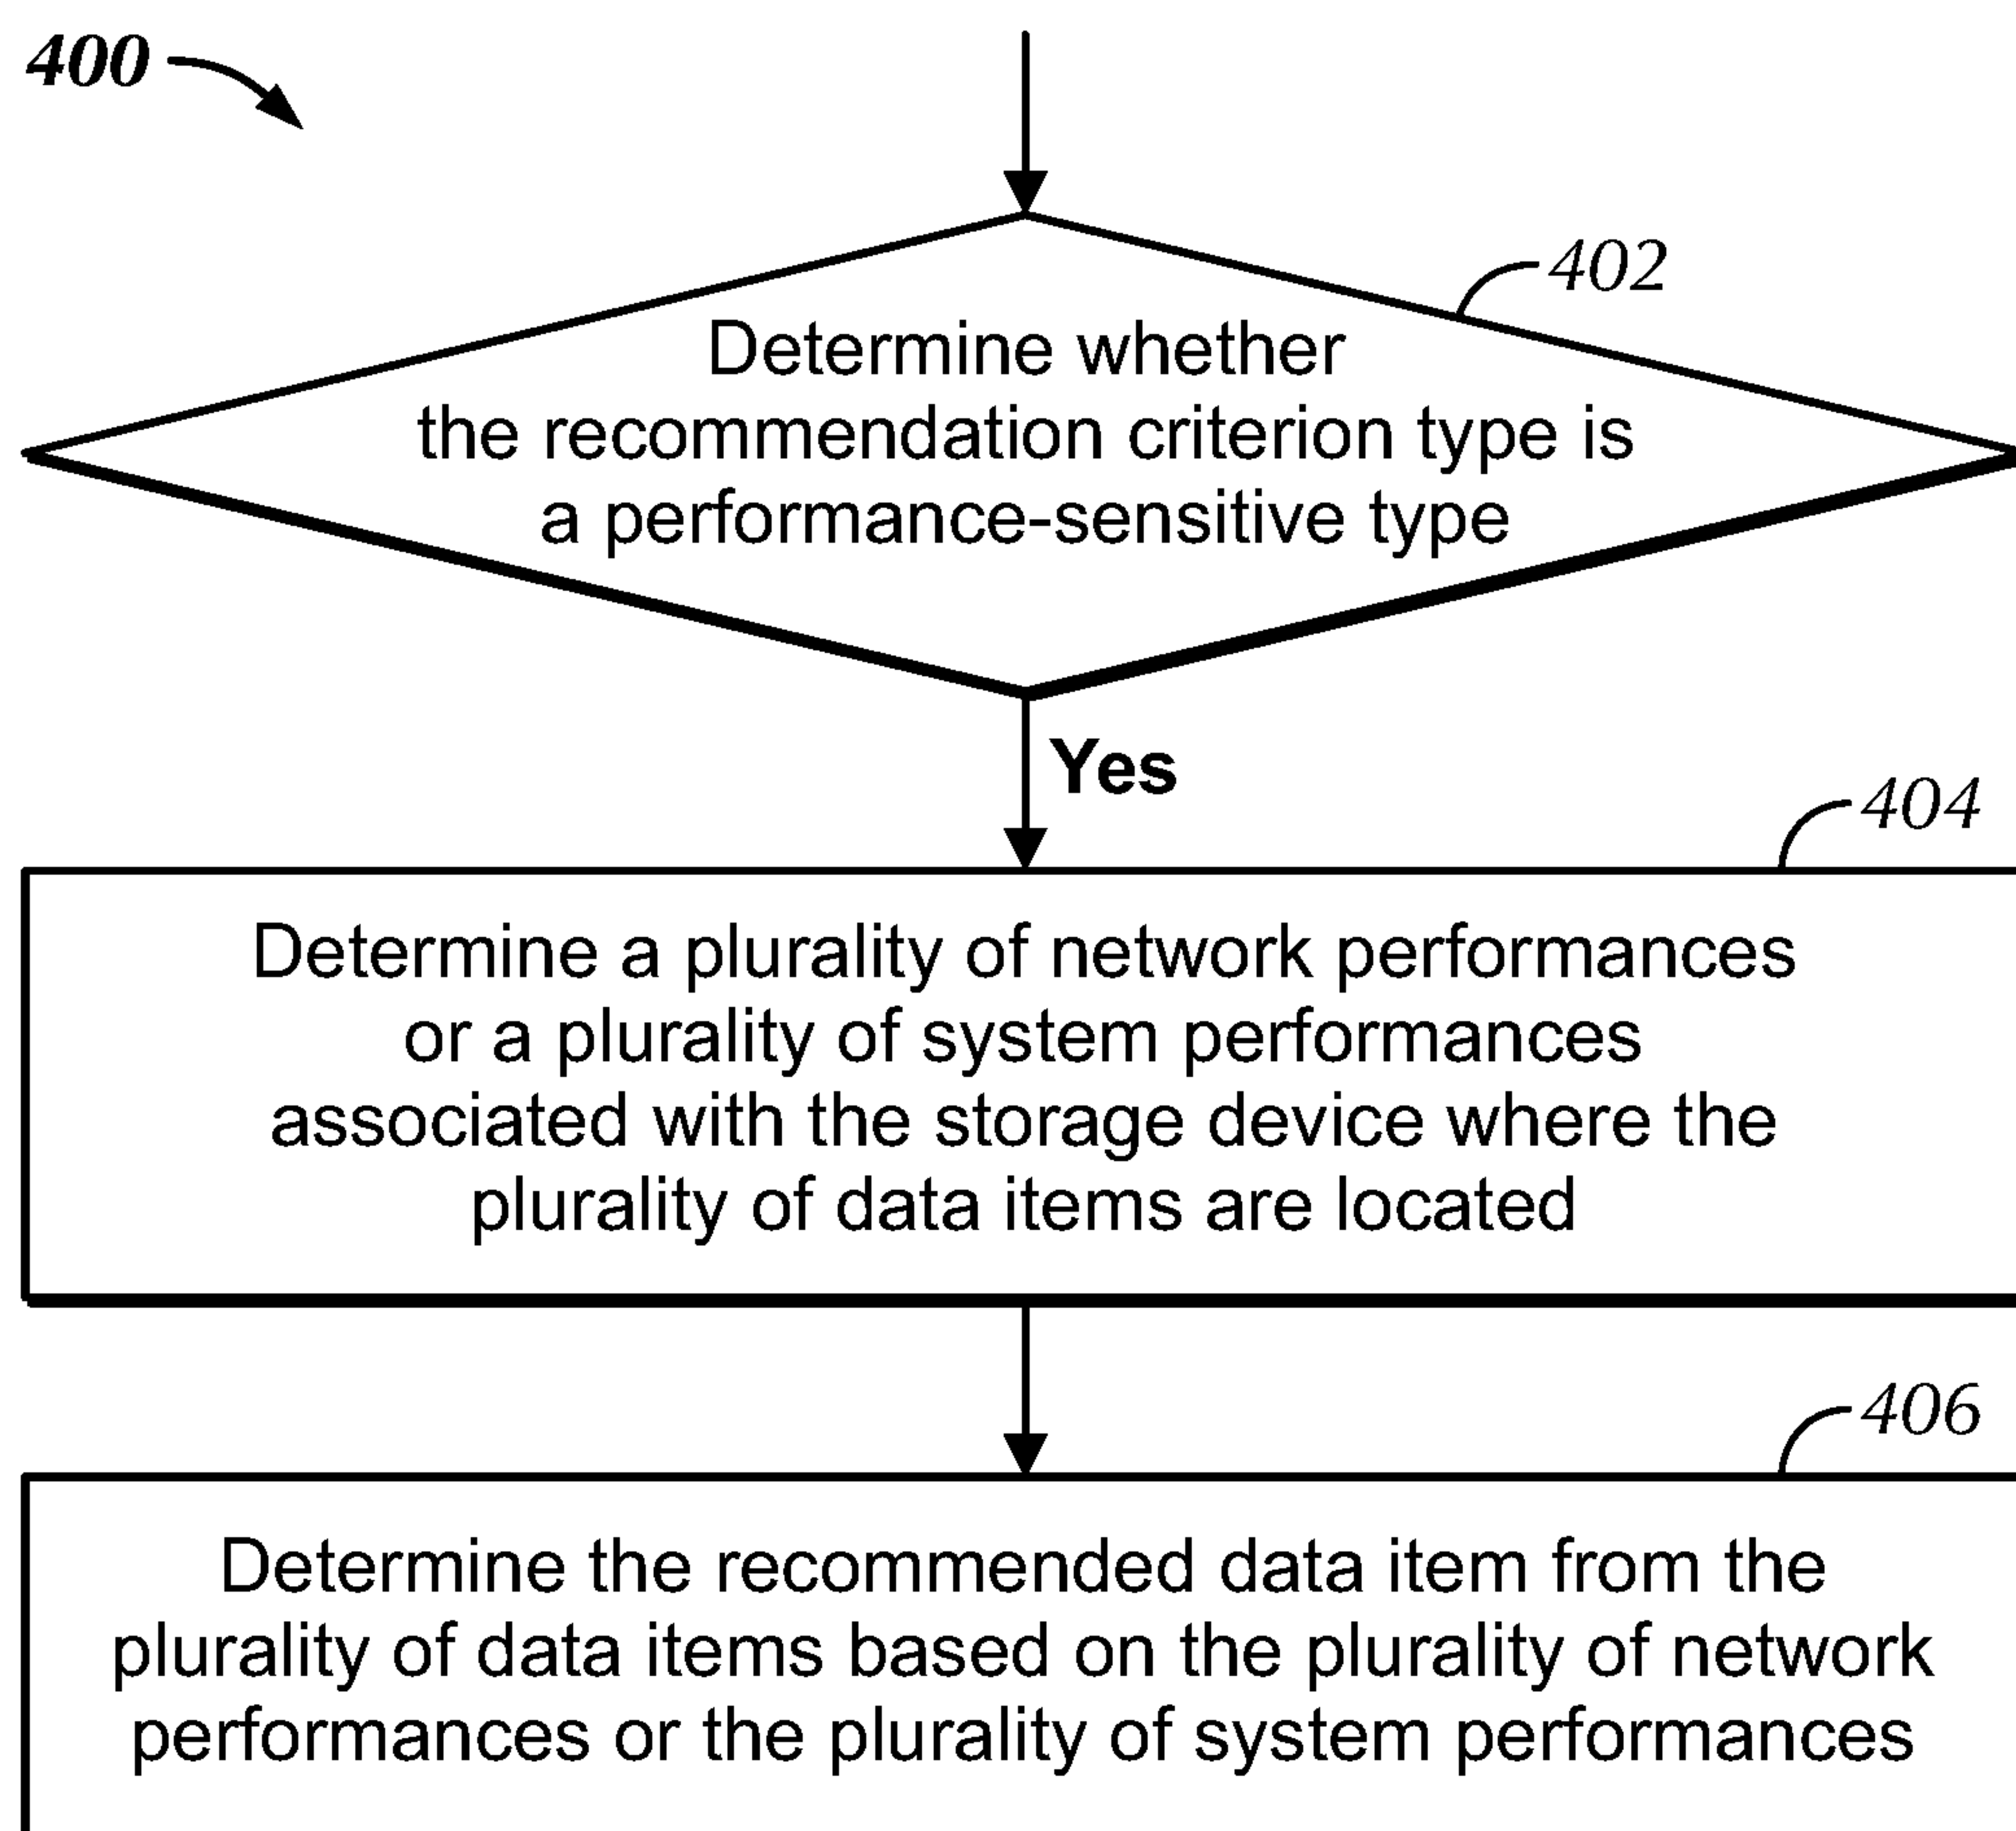 400
402
Determine whether
the recommendation criterion type is
a performance-sensitive type
Yes
404
Determine a plurality of network performances
or a plurality of system performances
associated with the storage device where the
plurality of data items are located
406
Determine the recommended data item from the
plurality of data items based on the plurality of network
performances or the plurality of system performances